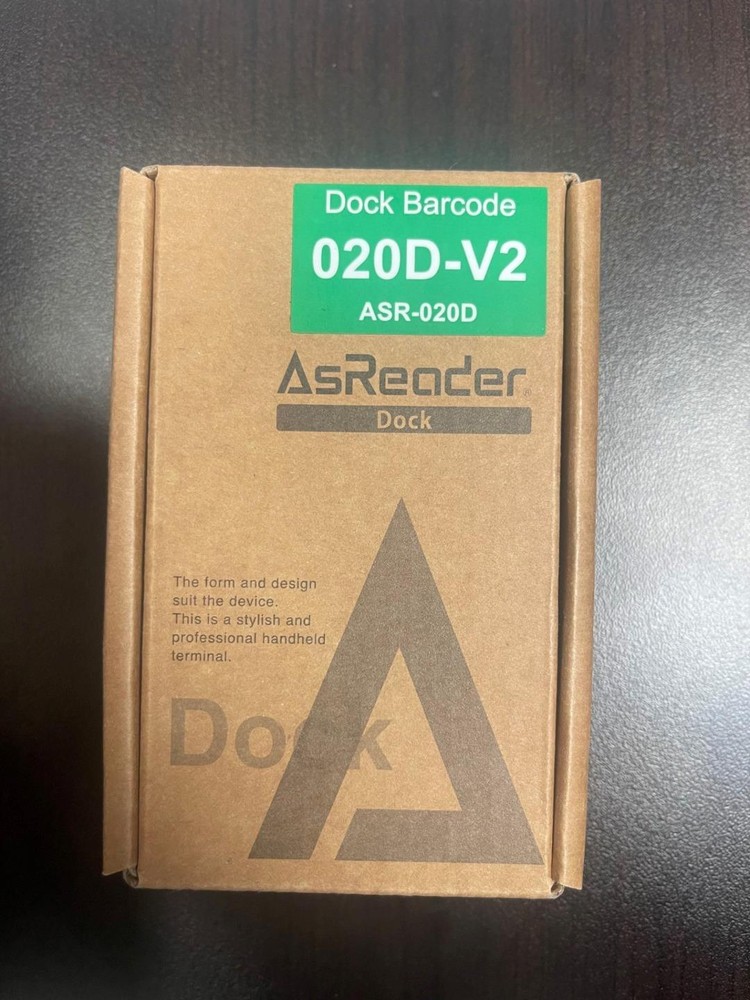 Dock Barcode
020D-V2
ASR-020D
AsReader®
Dock
The form and design
suit the device.
This is a stylish and
professional handheld
terminal.
Dock